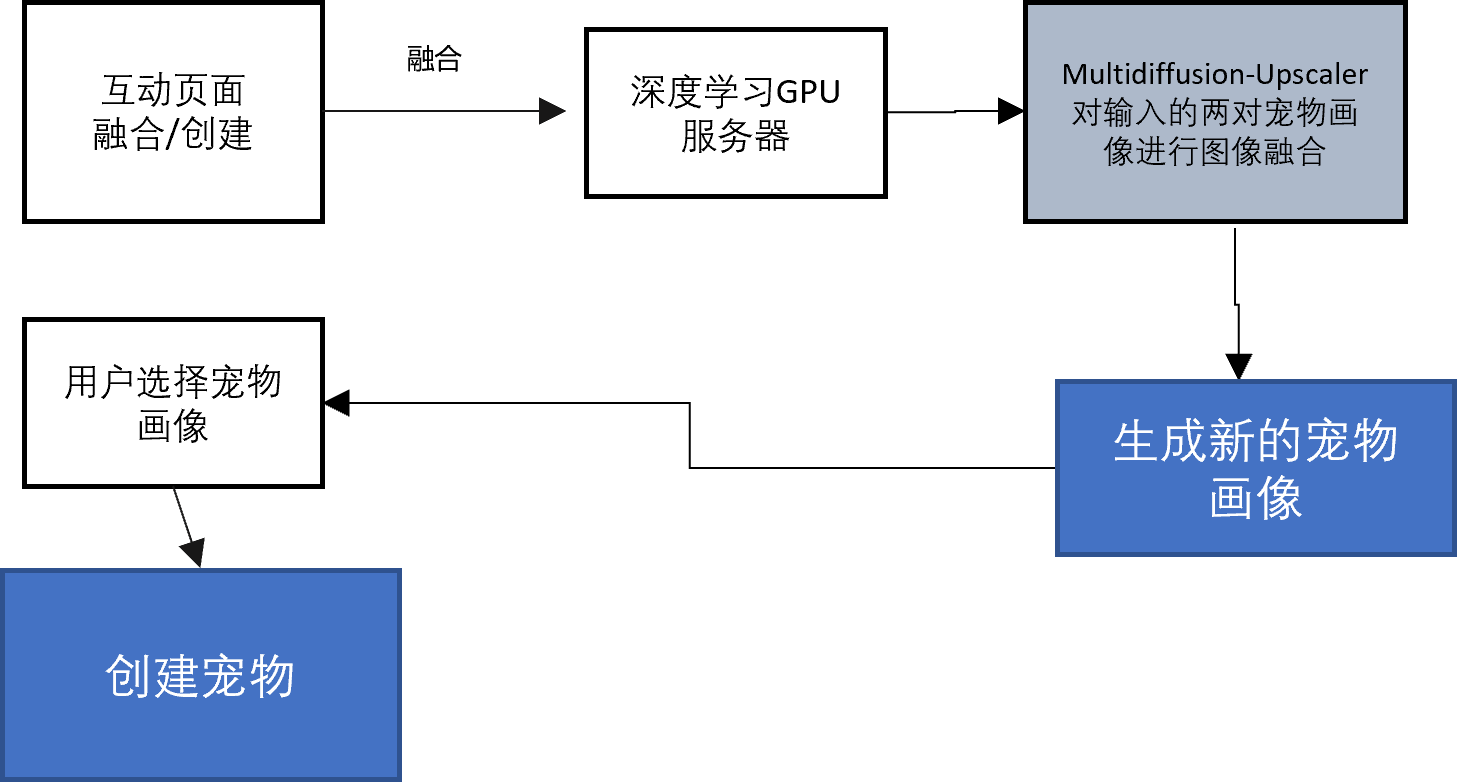 互动页面
融合/创建
融合
深度学习GPU
服务器
Multidiffusion-Upscaler
对输入的两对宠物画
像进行图像融合
用户选择宠物
画像
生成新的宠物
画像
创建宠物